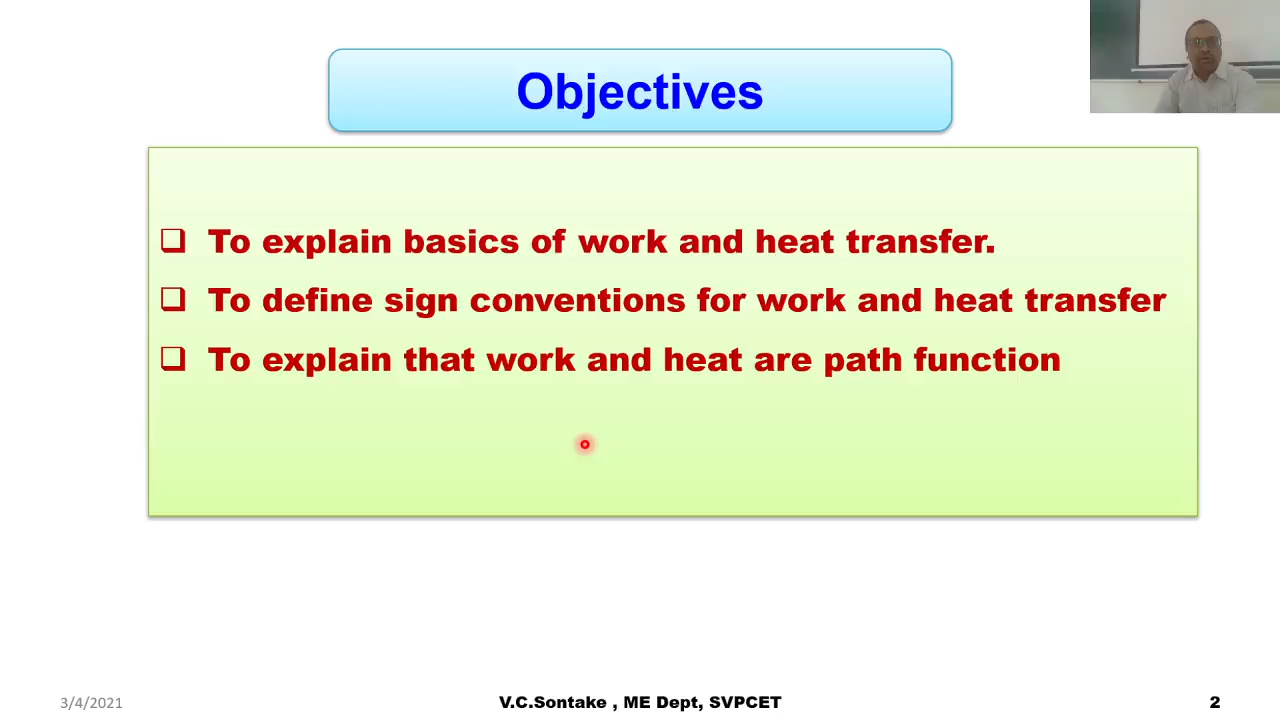 Objectives
To explain basics of work and heat transfer.
To define sign conventions for work and heat transfer
To explain that work and heat are path function
3/4/2021
V.C.Sontake , ME Dept, SVPCET
2